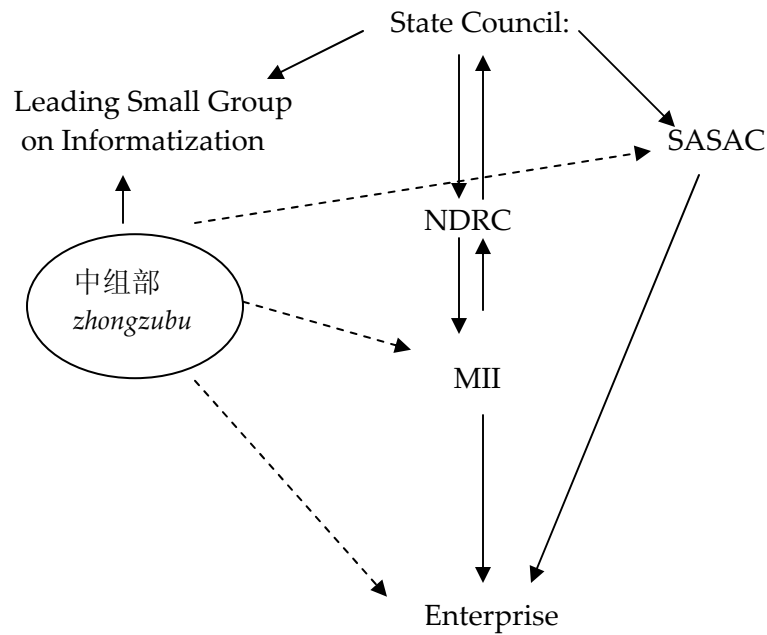 State Council:
Leading Small Group
on Informatization
SASAC
NDRC
中组部
zhongzubu
MII
Enterprise